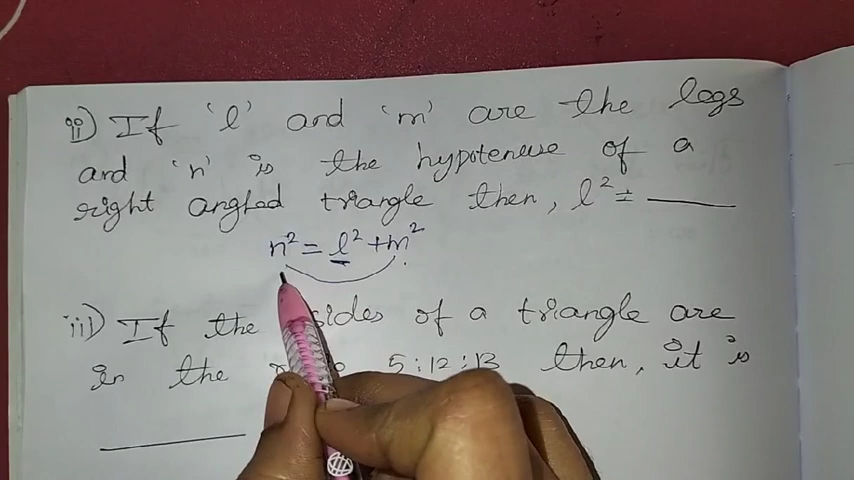 ii) If 'l' and 'm' are the legs
and 'n' is the hypotenuse of a
right angled triangle then, l² = ______
n² = l² + m².
iii) If the sides of a triangle are
in the 5:12:13 then, it is
______